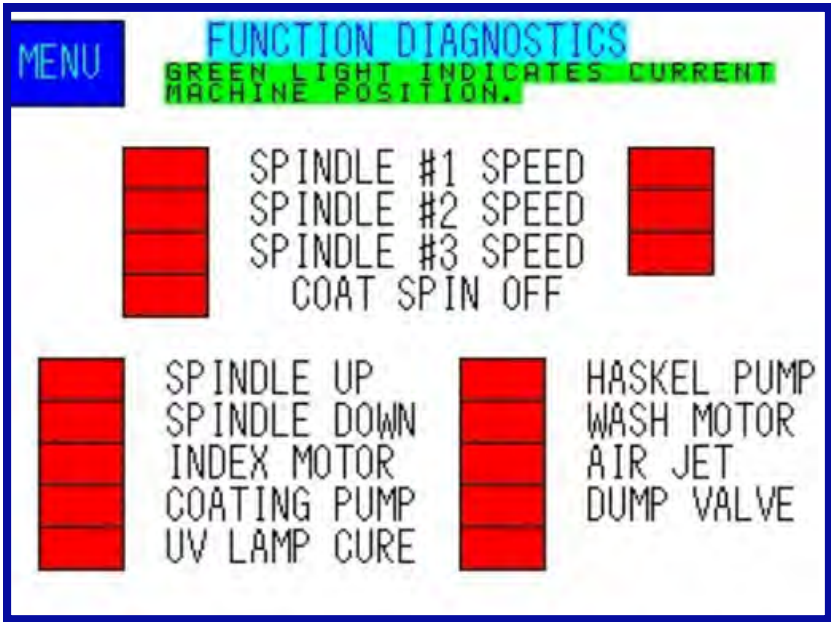 MENU
FUNCTION DIAGNOSTICS
GREEN LIGHT INDICATES CURRENT
MACHINE POSITION.
SPINDLE #1 SPEED
SPINDLE #2 SPEED
SPINDLE #3 SPEED
COAT SPIN OFF
SPINDLE UP
SPINDLE DOWN
INDEX MOTOR
COATING PUMP
UV LAMP CURE
HASKEL PUMP
WASH MOTOR
AIR JET
DUMP VALVE